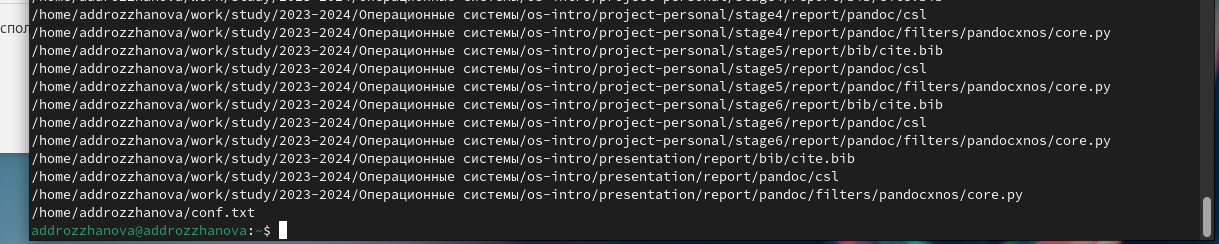 спол
/home/addrozzhanova/work/study/2023-2024/Операционные системы/os-intro/project-personal/stage4/report/pandoc/csl
/home/addrozzhanova/work/study/2023-2024/Операционные системы/os-intro/project-personal/stage4/report/pandoc/filters/pandocxnos/core.py
/home/addrozzhanova/work/study/2023-2024/Операционные системы/os-intro/project-personal/stage5/report/bib/cite.bib
/home/addrozzhanova/work/study/2023-2024/Операционные системы/os-intro/project-personal/stage5/report/pandoc/csl
/home/addrozzhanova/work/study/2023-2024/Операционные системы/os-intro/project-personal/stage5/report/pandoc/filters/pandocxnos/core.py
/home/addrozzhanova/work/study/2023-2024/Операционные системы/os-intro/project-personal/stage6/report/bib/cite.bib
/home/addrozzhanova/work/study/2023-2024/Операционные системы/os-intro/project-personal/stage6/report/pandoc/csl
/home/addrozzhanova/work/study/2023-2024/Операционные системы/os-intro/project-personal/stage6/report/pandoc/filters/pandocxnos/core.py
/home/addrozzhanova/work/study/2023-2024/Операционные системы/os-intro/presentation/report/bib/cite.bib
/home/addrozzhanova/work/study/2023-2024/Операционные системы/os-intro/presentation/report/pandoc/csl
/home/addrozzhanova/work/study/2023-2024/Операционные системы/os-intro/presentation/report/pandoc/filters/pandocxnos/core.py
/home/addrozzhanova/conf.txt
addrozzhanova@addrozzhanova:~$